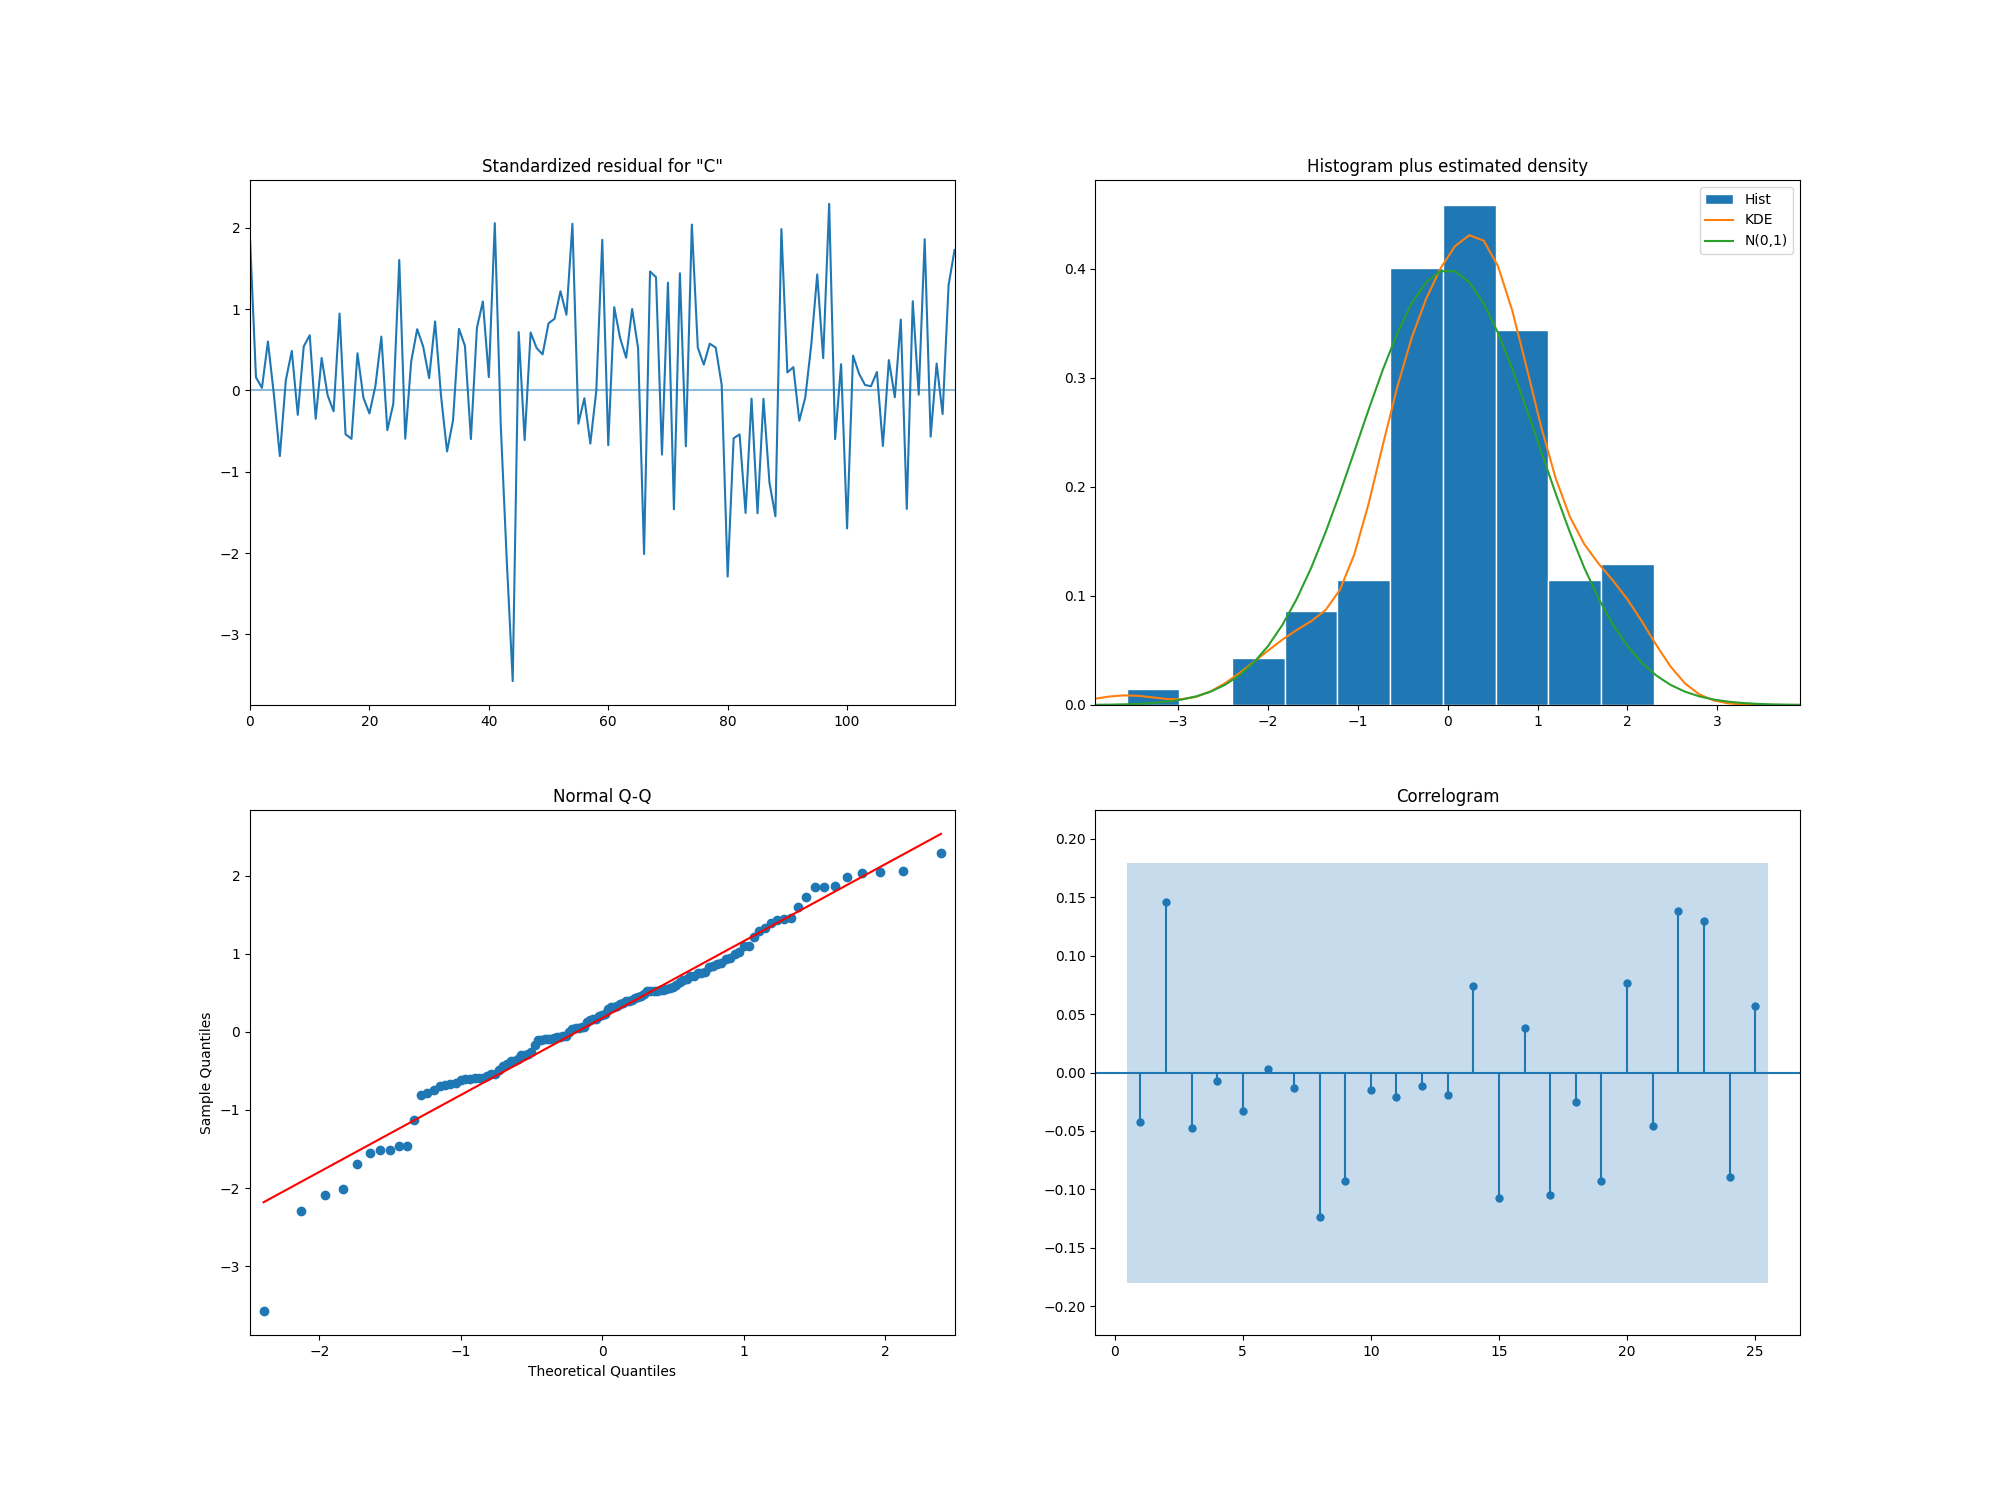 Standardized residual for "C"
2
1
0
−1
−2
−3
0 20 40 60 80 100
Histogram plus estimated density
Hist
KDE
N(0,1)
0.4
0.3
0.2
0.1
0.0
−3 −2 −1 0 1 2 3
Normal Q-Q
Sample Quantiles
2
1
0
−1
−2
−3
−2 −1 0 1 2
Theoretical Quantiles
Correlogram
0.20
0.15
0.10
0.05
0.00
−0.05
−0.10
−0.15
−0.20
0 5 10 15 20 25